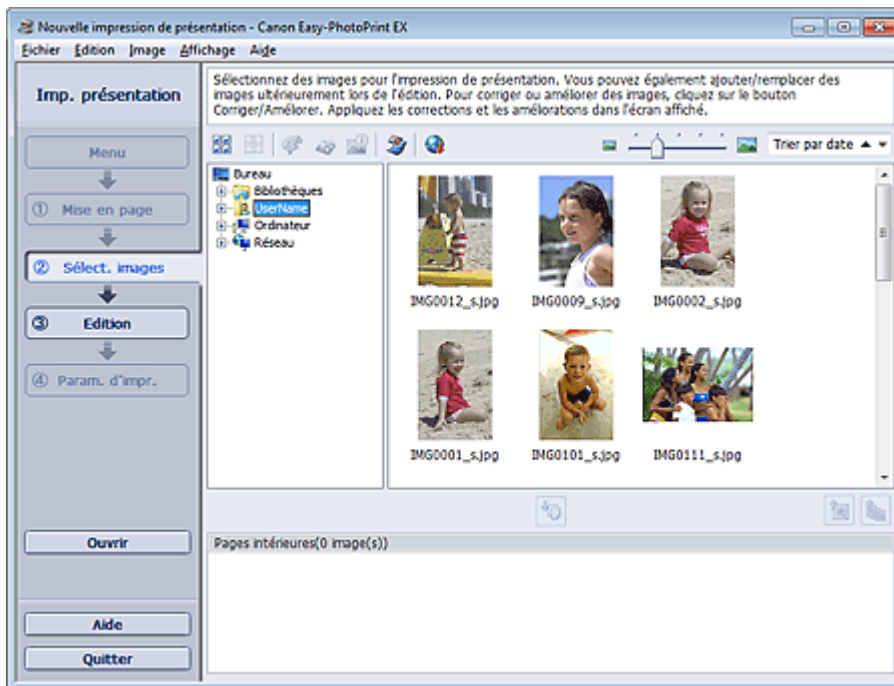 Nouvelle impression de présentation - Canon Easy-PhotoPrint EX
Fichier Édition Image Affichage Aide
Imp. présentation
Sélectionnez des images pour l'impression de présentation. Vous pouvez également ajouter/remplacer des
images ultérieurement lors de l'édition. Pour corriger ou améliorer des images, cliquez sur le bouton
Corriger/Améliorer. Appliquez les corrections et les améliorations dans l'écran affiché.
Menu
① Mise en page
② Sélect. images
③ Edition
④ Param. d'impr.
Ouvrir
Aide
Quitter
Trier par date
Bureau
Bibliothèques
UserName
Ordinateur
Réseau
IMG0012_s.jpg IMG0009_s.jpg IMG0002_s.jpg
IMG0001_s.jpg IMG0101_s.jpg IMG0111_s.jpg
Pages intérieures(0 image(s))